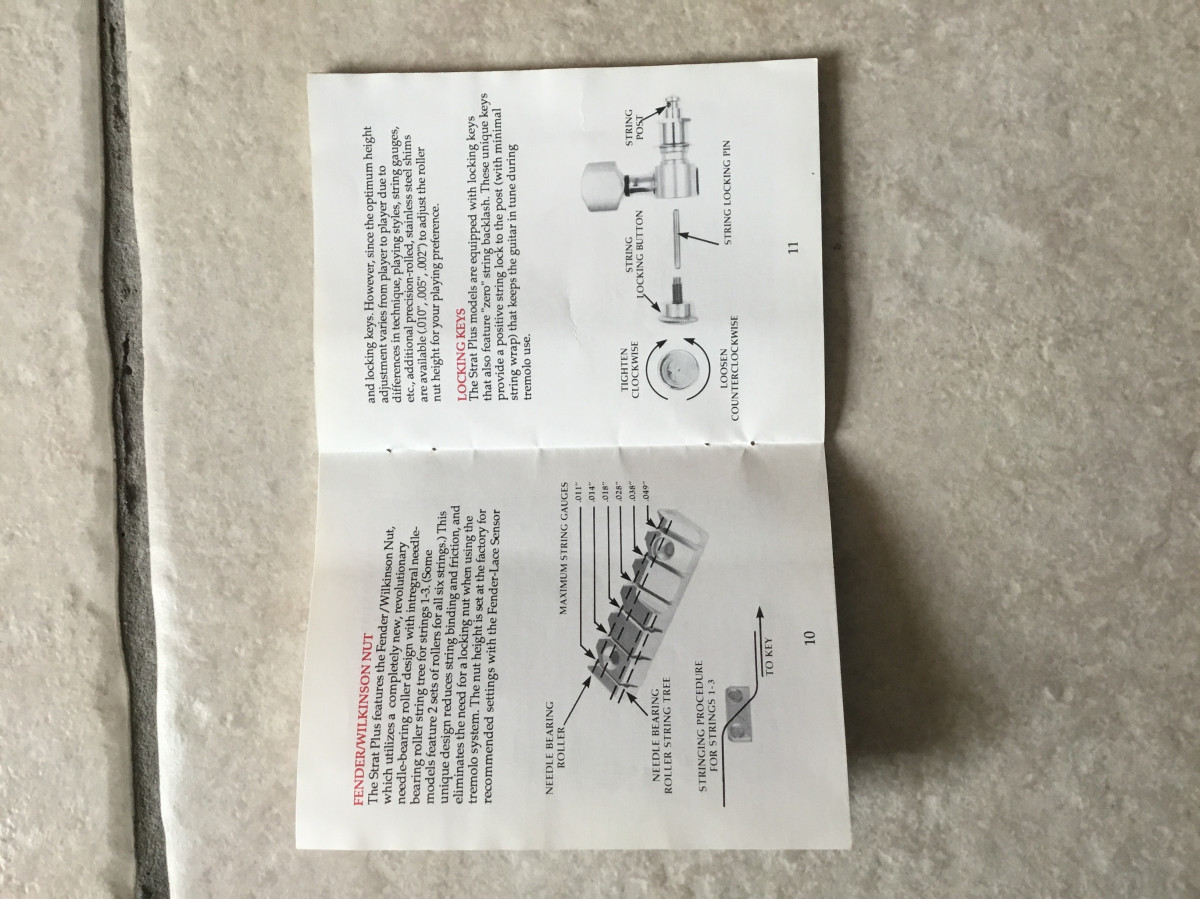 FENDER/WILKINSON NUT
The Strat Plus features the Fender/Wilkinson Nut,
which utilizes a completely new, revolutionary
needle-bearing roller design with intregral needle-
bearing roller string tree for strings 1-3. (Some
models feature 2 sets of rollers for all six strings.) This
unique design reduces string binding and friction, and
eliminates the need for a locking nut when using the
tremolo system. The nut height is set at the factory for
recommended settings with the Fender-Lace Sensor
NEEDLE BEARING
ROLLER
MAXIMUM STRING GAUGES
.011"
.014"
.018"
.028"
.038"
.049"
NEEDLE BEARING
ROLLER STRING TREE
STRINGING PROCEDURE
FOR STRINGS 1-3
TO KEY
10
and locking keys. However, since the optimum height
adjustment varies from player to player due to
differences in technique, playing styles, string gauges,
etc., additional precision-rolled, stainless steel shims
are available (.010", .005", .002") to adjust the roller
nut height for your playing preference.
LOCKING KEYS
The Strat Plus models are equipped with locking keys
that also feature "zero" string backlash. These unique keys
provide a positive string lock to the post (with minimal
string wrap) that keeps the guitar in tune during
tremolo use.
TIGHTEN
CLOCKWISE
STRING
LOCKING BUTTON
STRING
POST
STRING LOCKING PIN
LOOSEN
COUNTERCLOCKWISE
11